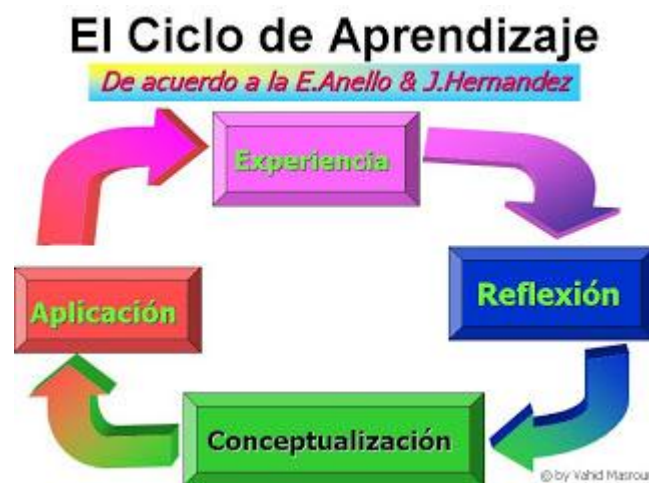 El Ciclo de Aprendizaje
De acuerdo a la E.Anello & J.Hernandez
Experiencia
Reflexión
Aplicación
Conceptualización
© by Vahid Masrour